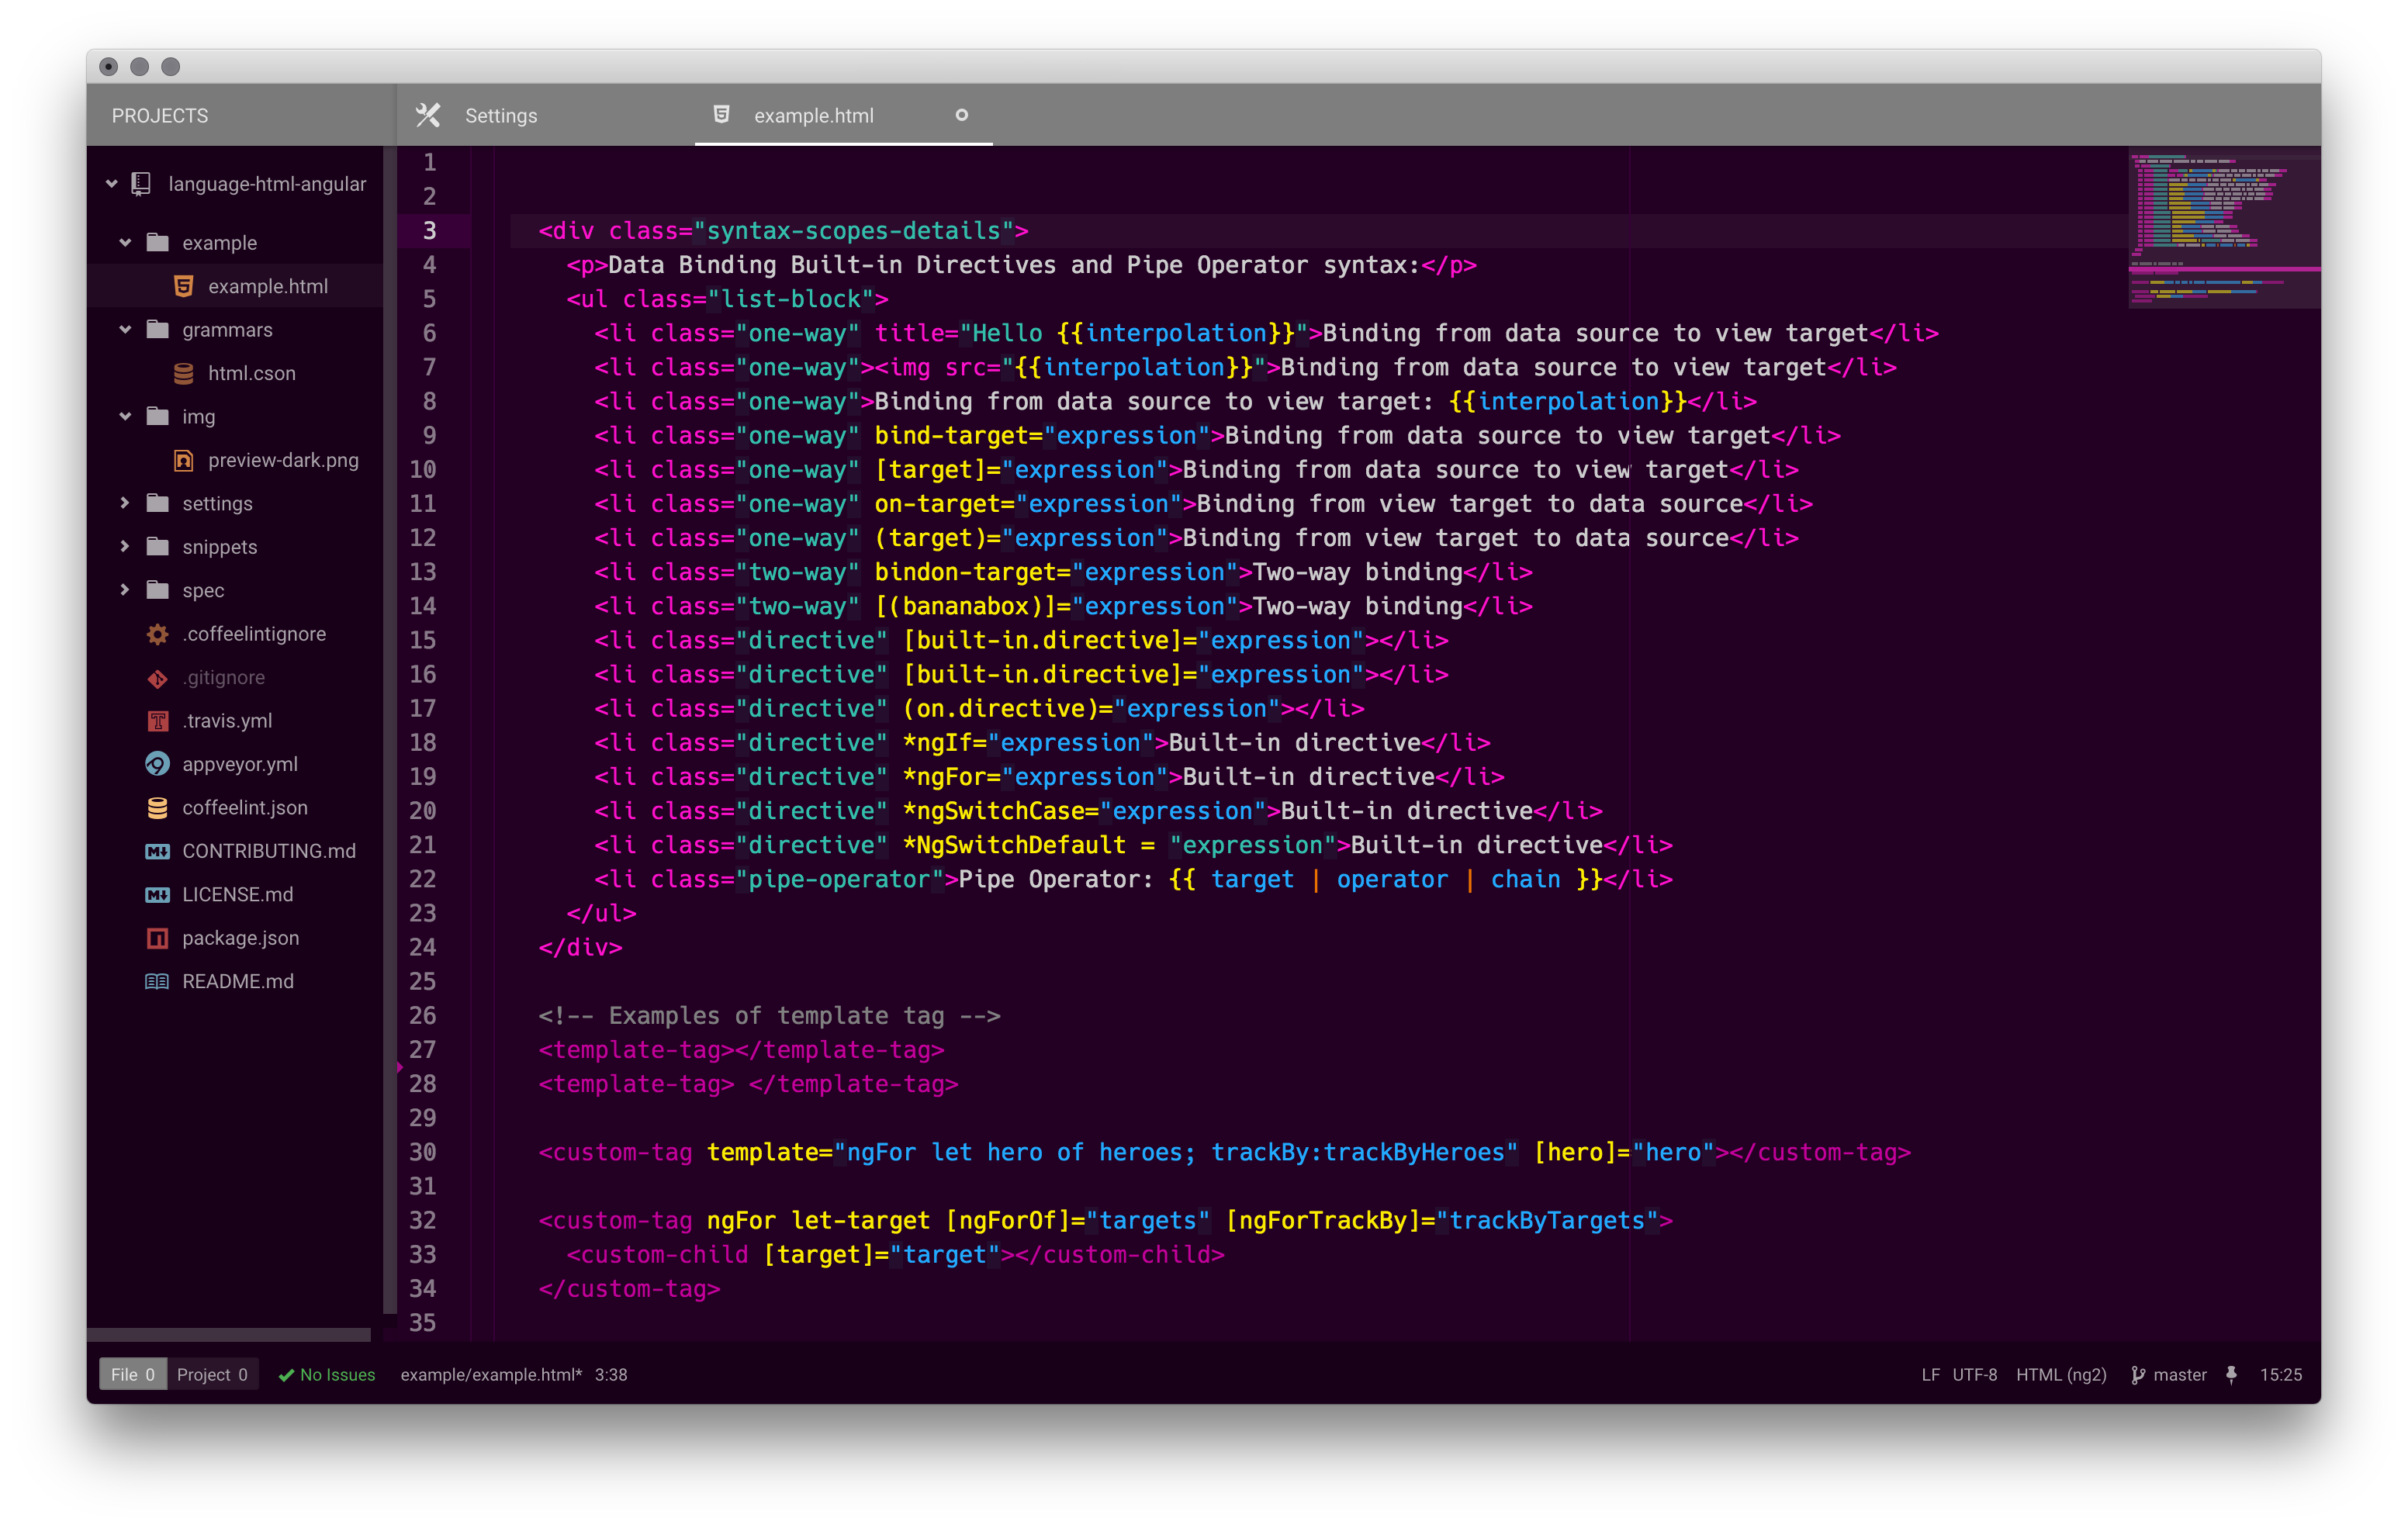 PROJECTS
Settings
example.html
language-html-angular
example
example.html
grammars
html.cson
img
preview-dark.png
settings
snippets
spec
.coffeelintignore
.gitignore
.travis.yml
appveyor.yml
coffeelint.json
CONTRIBUTING.md
LICENSE.md
package.json
README.md
1
2
3 <div class="syntax-scopes-details">
4 <p>Data Binding Built-in Directives and Pipe Operator syntax:</p>
5 <ul class="list-block">
6 <li class="one-way" title="Hello {{interpolation}}">Binding from data source to view target</li>
7 <li class="one-way"><img src="{{interpolation}}">Binding from data source to view target</li>
8 <li class="one-way">Binding from data source to view target: {{interpolation}}</li>
9 <li class="one-way" bind-target="expression">Binding from data source to view target</li>
10 <li class="one-way" [target]="expression">Binding from data source to view target</li>
11 <li class="one-way" on-target="expression">Binding from view target to data source</li>
12 <li class="one-way" (target)="expression">Binding from view target to data source</li>
13 <li class="two-way" bindon-target="expression">Two-way binding</li>
14 <li class="two-way" [(bananabox)]="expression">Two-way binding</li>
15 <li class="directive" [built-in.directive]="expression"></li>
16 <li class="directive" [built-in.directive]="expression"></li>
17 <li class="directive" (on.directive)="expression"></li>
18 <li class="directive" *ngIf="expression">Built-in directive</li>
19 <li class="directive" *ngFor="expression">Built-in directive</li>
20 <li class="directive" *ngSwitchCase="expression">Built-in directive</li>
21 <li class="directive" *NgSwitchDefault = "expression">Built-in directive</li>
22 <li class="pipe-operator">Pipe Operator: {{ target | operator | chain }}</li>
23 </ul>
24 </div>
25
26 <!-- Examples of template tag -->
27 <template-tag></template-tag>
28 <template-tag> </template-tag>
29
30 <custom-tag template="ngFor let hero of heroes; trackBy:trackByHeroes" [hero]="hero"></custom-tag>
31
32 <custom-tag ngFor let-target [ngForOf]="targets" [ngForTrackBy]="trackByTargets">
33 <custom-child [target]="target"></custom-child>
34 </custom-tag>
35
File 0 Project 0 No Issues example/example.html* 3:38 LF UTF-8 HTML (ng2) master 15:25